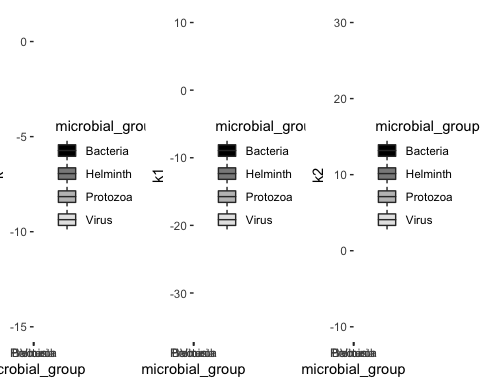 0
-5
-10
-15
microbial_grou
Bacteria
Helminth
Protozoa
Virus
crobial_group
k1
10
0
-10
-20
-30
microbial_grou
Bacteria
Helminth
Protozoa
Virus
microbial_group
k2
30
20
10
0
-10
microbial_group
Bacteria
Helminth
Protozoa
Virus
microbial_group